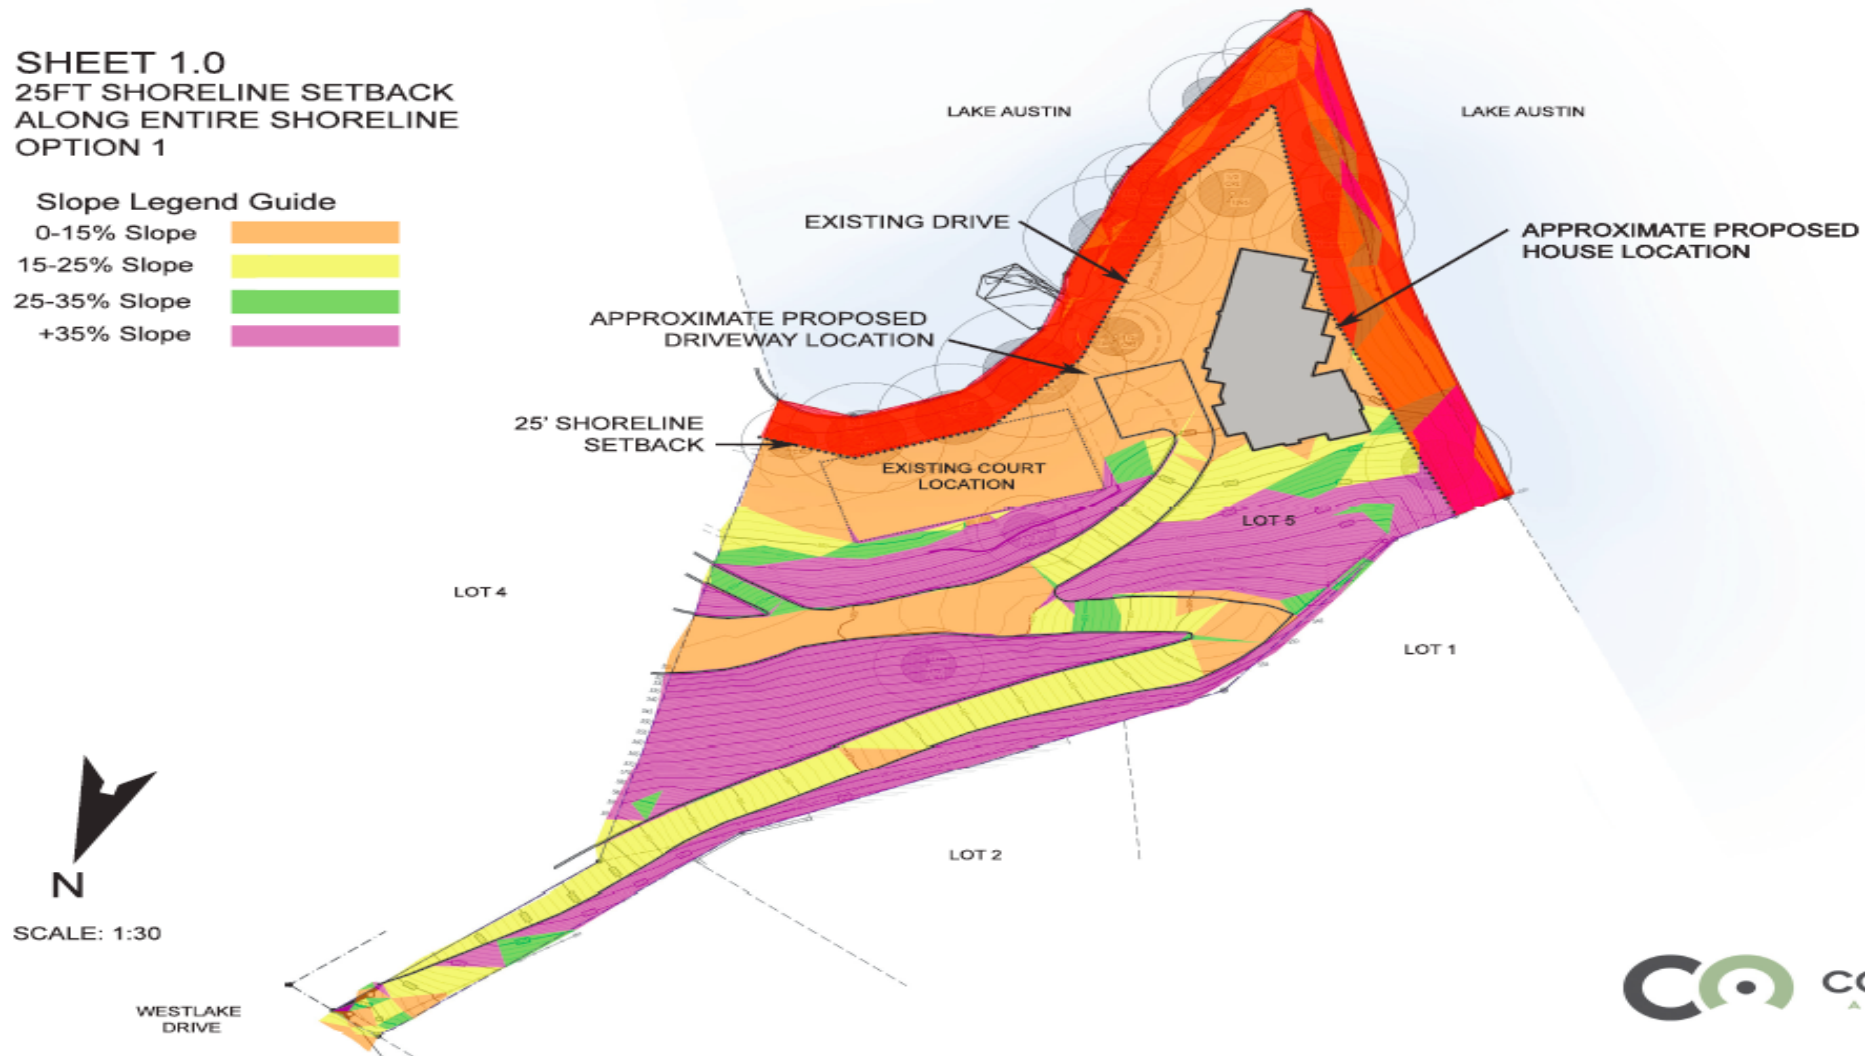 SHEET 1.0
25FT SHORELINE SETBACK
ALONG ENTIRE SHORELINE
OPTION 1
Slope Legend Guide
0-15% Slope
15-25% Slope
25-35% Slope
+35% Slope
LAKE AUSTIN
LAKE AUSTIN
EXISTING DRIVE
APPROXIMATE PROPOSED
HOUSE LOCATION
APPROXIMATE PROPOSED
DRIVEWAY LOCATION
25' SHORELINE
SETBACK
EXISTING COURT
LOCATION
LOT 5
LOT 4
LOT 1
LOT 2
N
SCALE: 1:30
WESTLAKE
DRIVE